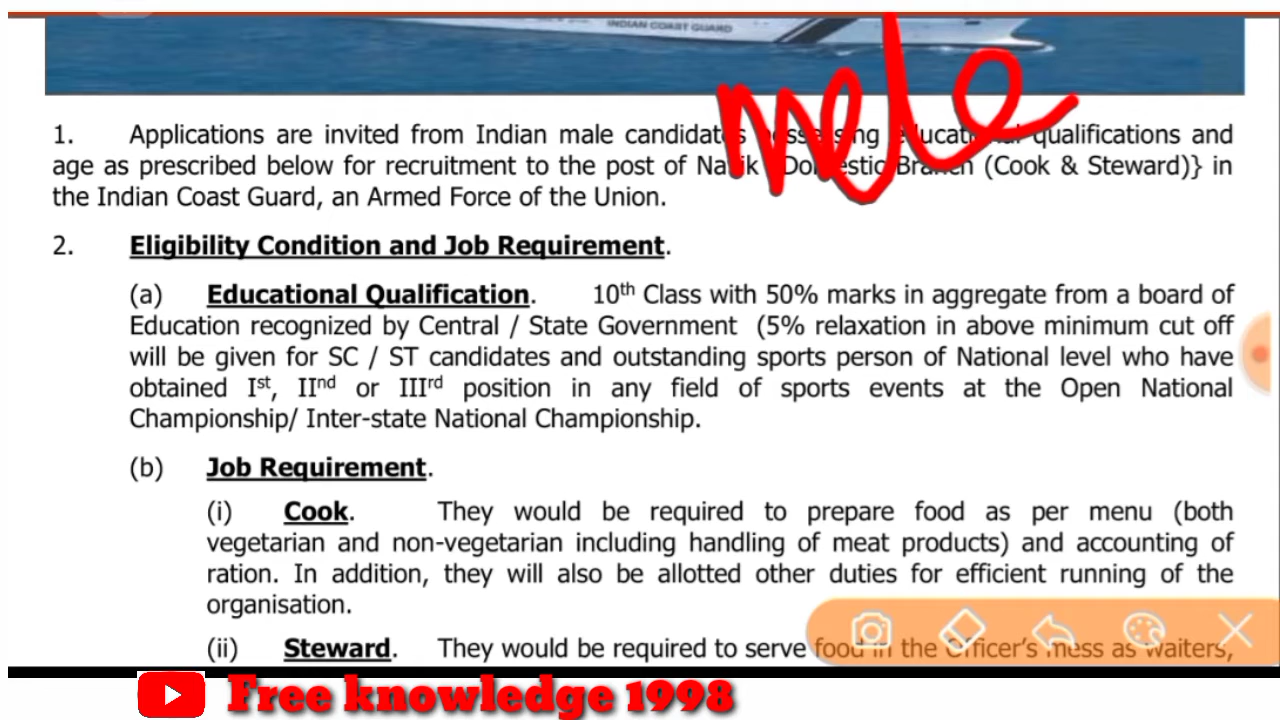 INDIAN COAST GUARD
mele
1. Applications are invited from Indian male candidates possessing educational qualifications and
age as prescribed below for recruitment to the post of Navik Domestic Branch (Cook & Steward)} in
the Indian Coast Guard, an Armed Force of the Union.
2. Eligibility Condition and Job Requirement.
(a) Educational Qualification. 10th Class with 50% marks in aggregate from a board of
Education recognized by Central / State Government (5% relaxation in above minimum cut off
will be given for SC / ST candidates and outstanding sports person of National level who have
obtained Ist, IInd or IIIrd position in any field of sports events at the Open National
Championship/ Inter-state National Championship.
(b) Job Requirement.
(i) Cook. They would be required to prepare food as per menu (both
vegetarian and non-vegetarian including handling of meat products) and accounting of
ration. In addition, they will also be allotted other duties for efficient running of the
organisation.
(ii) Steward. They would be required to serve food in the Officer's mess as waiters,
Free knowledge 1998